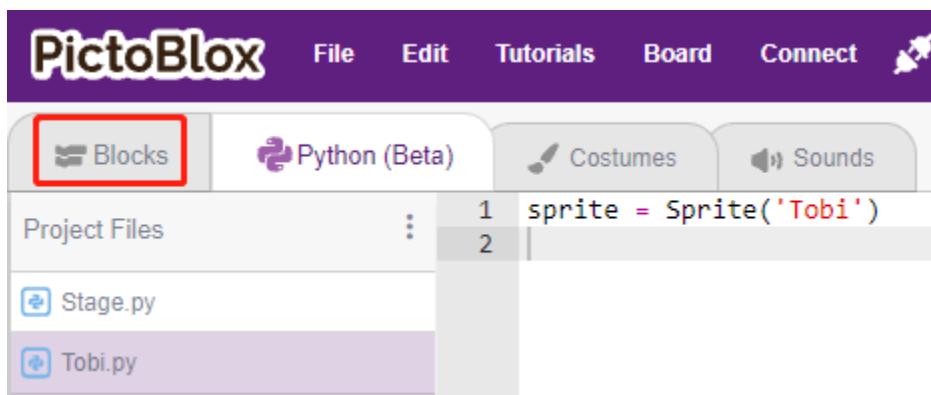 PictoBlox File Edit Tutorials Board Connect
Blocks Python (Beta) Costumes Sounds
Project Files
1 sprite = Sprite('Tobi')
2
Stage.py
Tobi.py